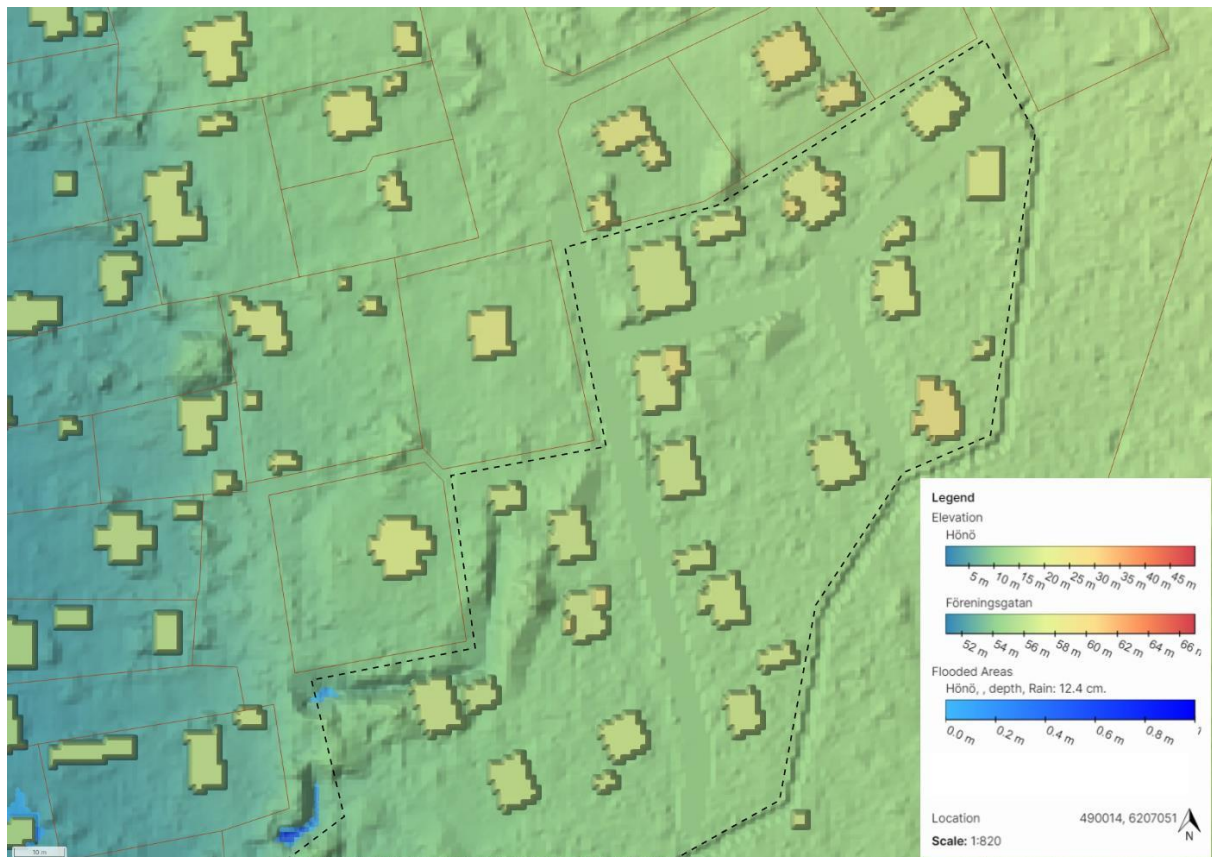 Legend
Elevation
Hönö
5 m 10 m 15 m 20 m 25 m 30 m 35 m 40 m 45 m
Föreningsgatan
52 m 54 m 56 m 58 m 60 m 62 m 64 m 66 m
Flooded Areas
Hönö, , depth, Rain: 12.4 cm.
0.0 m 0.2 m 0.4 m 0.6 m 0.8 m
Location 490014, 6207051
Scale: 1:820
N
10 m